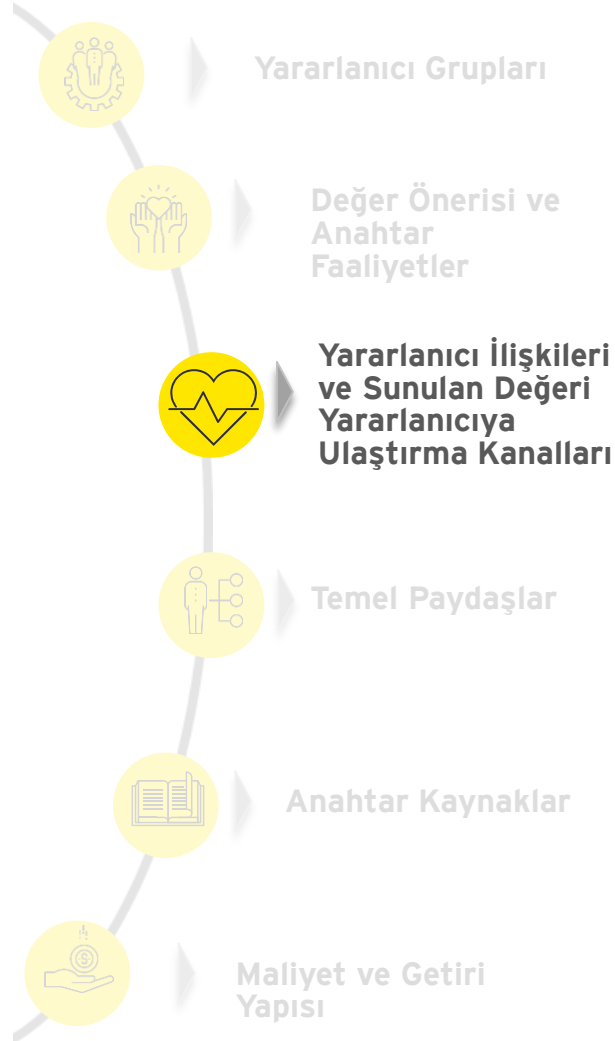 Yararlanıcı Grupları
Değer Önerisi ve
Anahtar
Faaliyetler
Yararlanıcı İlişkileri
ve Sunulan Değeri
Yararlanıcıya
Ulaştırma Kanalları
Temel Paydaşlar
Anahtar Kaynaklar
Maliyet ve Getiri
Yapısı